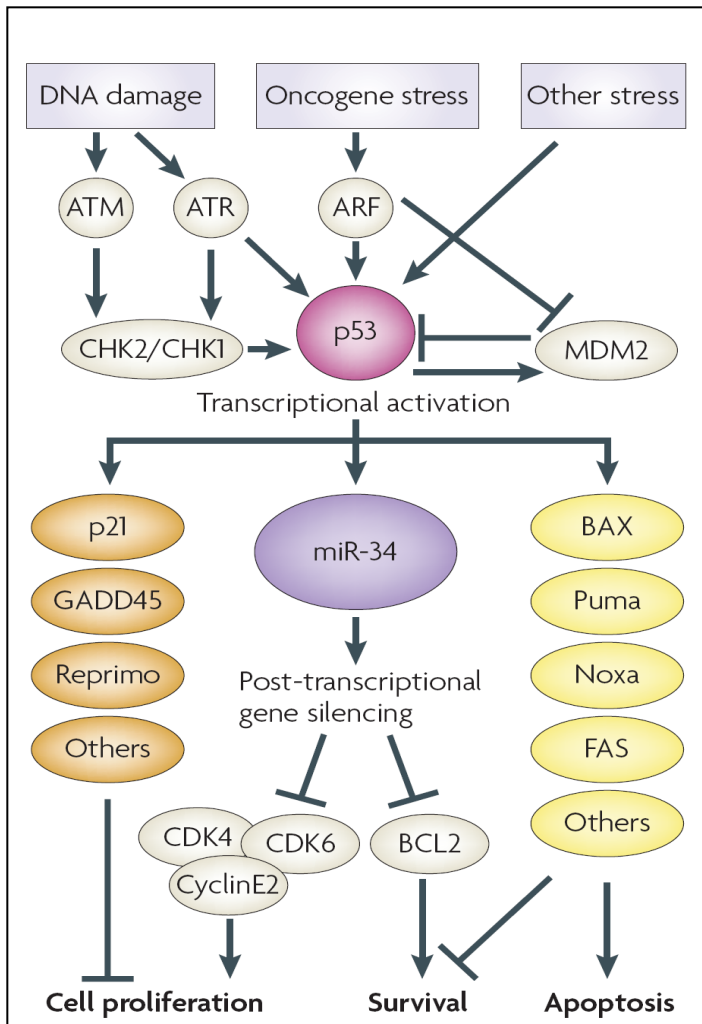 DNA damage
Oncogene stress
Other stress
ATM
ATR
ARF
CHK2/CHK1
p53
MDM2
Transcriptional activation
p21
miR-34
BAX
GADD45
Puma
Reprimo
Noxa
Post-transcriptional
gene silencing
Others
FAS
CDK4
CDK6
BCL2
Others
CyclinE2
Cell proliferation
Survival
Apoptosis